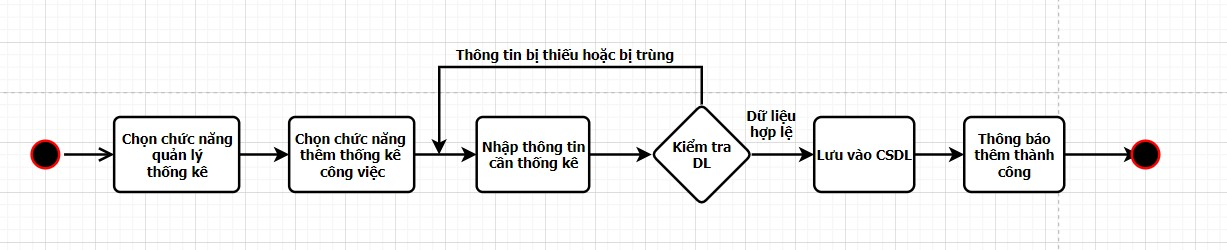 Thông tin bị thiếu hoặc bị trùng
Chọn chức năng
quản lý
thống kê
Chọn chức năng
thêm thống kê
công việc
Nhập thông tin
cần thống kê
Kiểm tra
DL
Dữ liệu
hợp lệ
Lưu vào CSDL
Thông báo
thêm thành
công